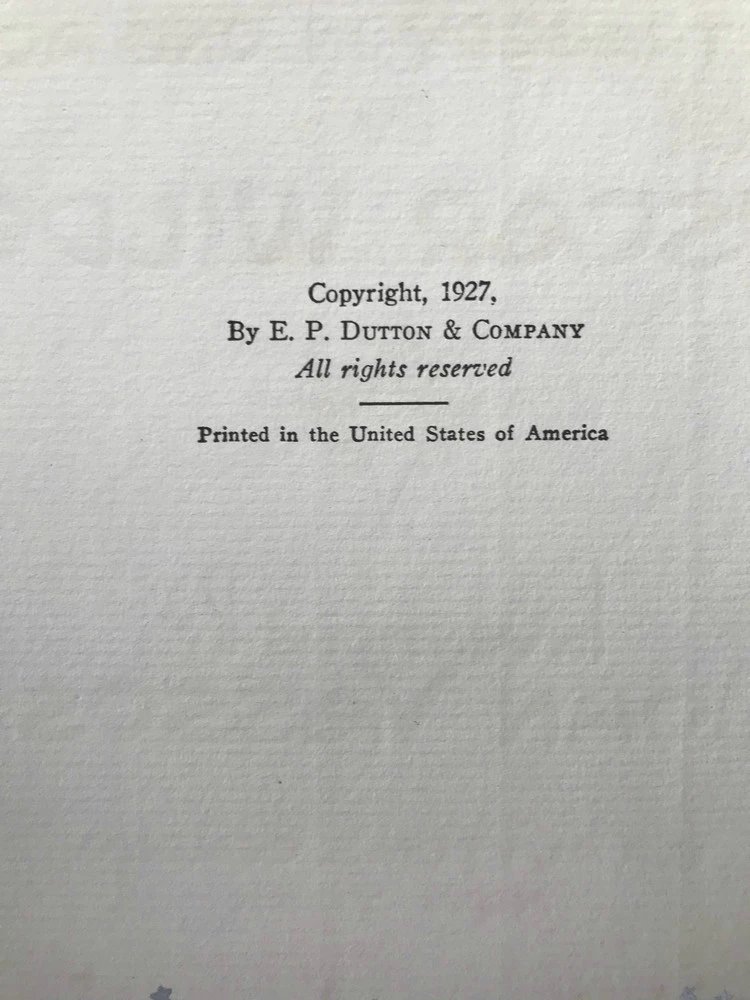 Copyright, 1927,
By E. P. DUTTON & COMPANY
All rights reserved
Printed in the United States of America